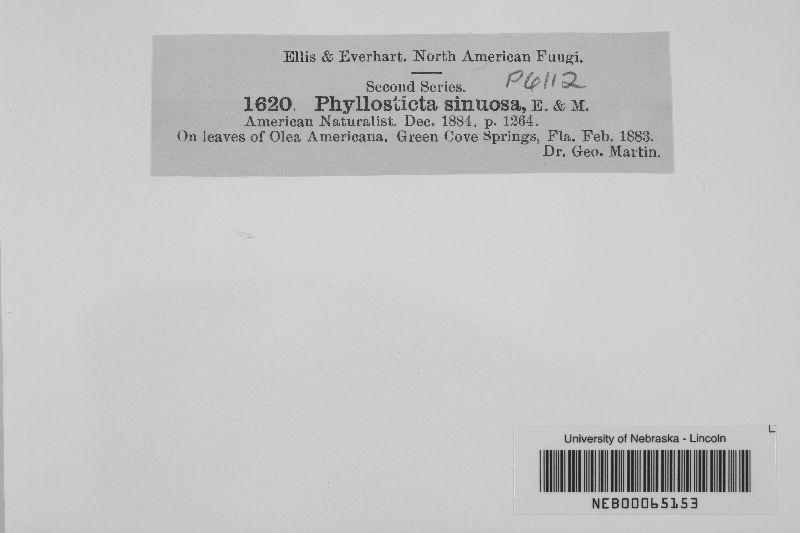 Ellis & Everhart. North American Fungi.
Second Series. P6112
1620. Phyllosticta sinuosa, E. & M.
American Naturalist. Dec. 1884, p. 1264.
On leaves of Olea Americana. Green Cove Springs, Fla. Feb. 1883.
Dr. Geo. Martin.
L
University of Nebraska - Lincoln
NEB00065153